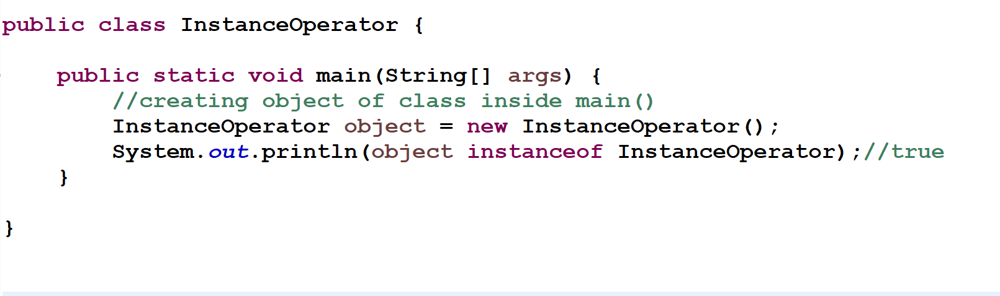 public class InstanceOperator {
public static void main(String[] args) {
//creating object of class inside main()
InstanceOperator object = new InstanceOperator();
System.out.println(object instanceof InstanceOperator);//true
}
}